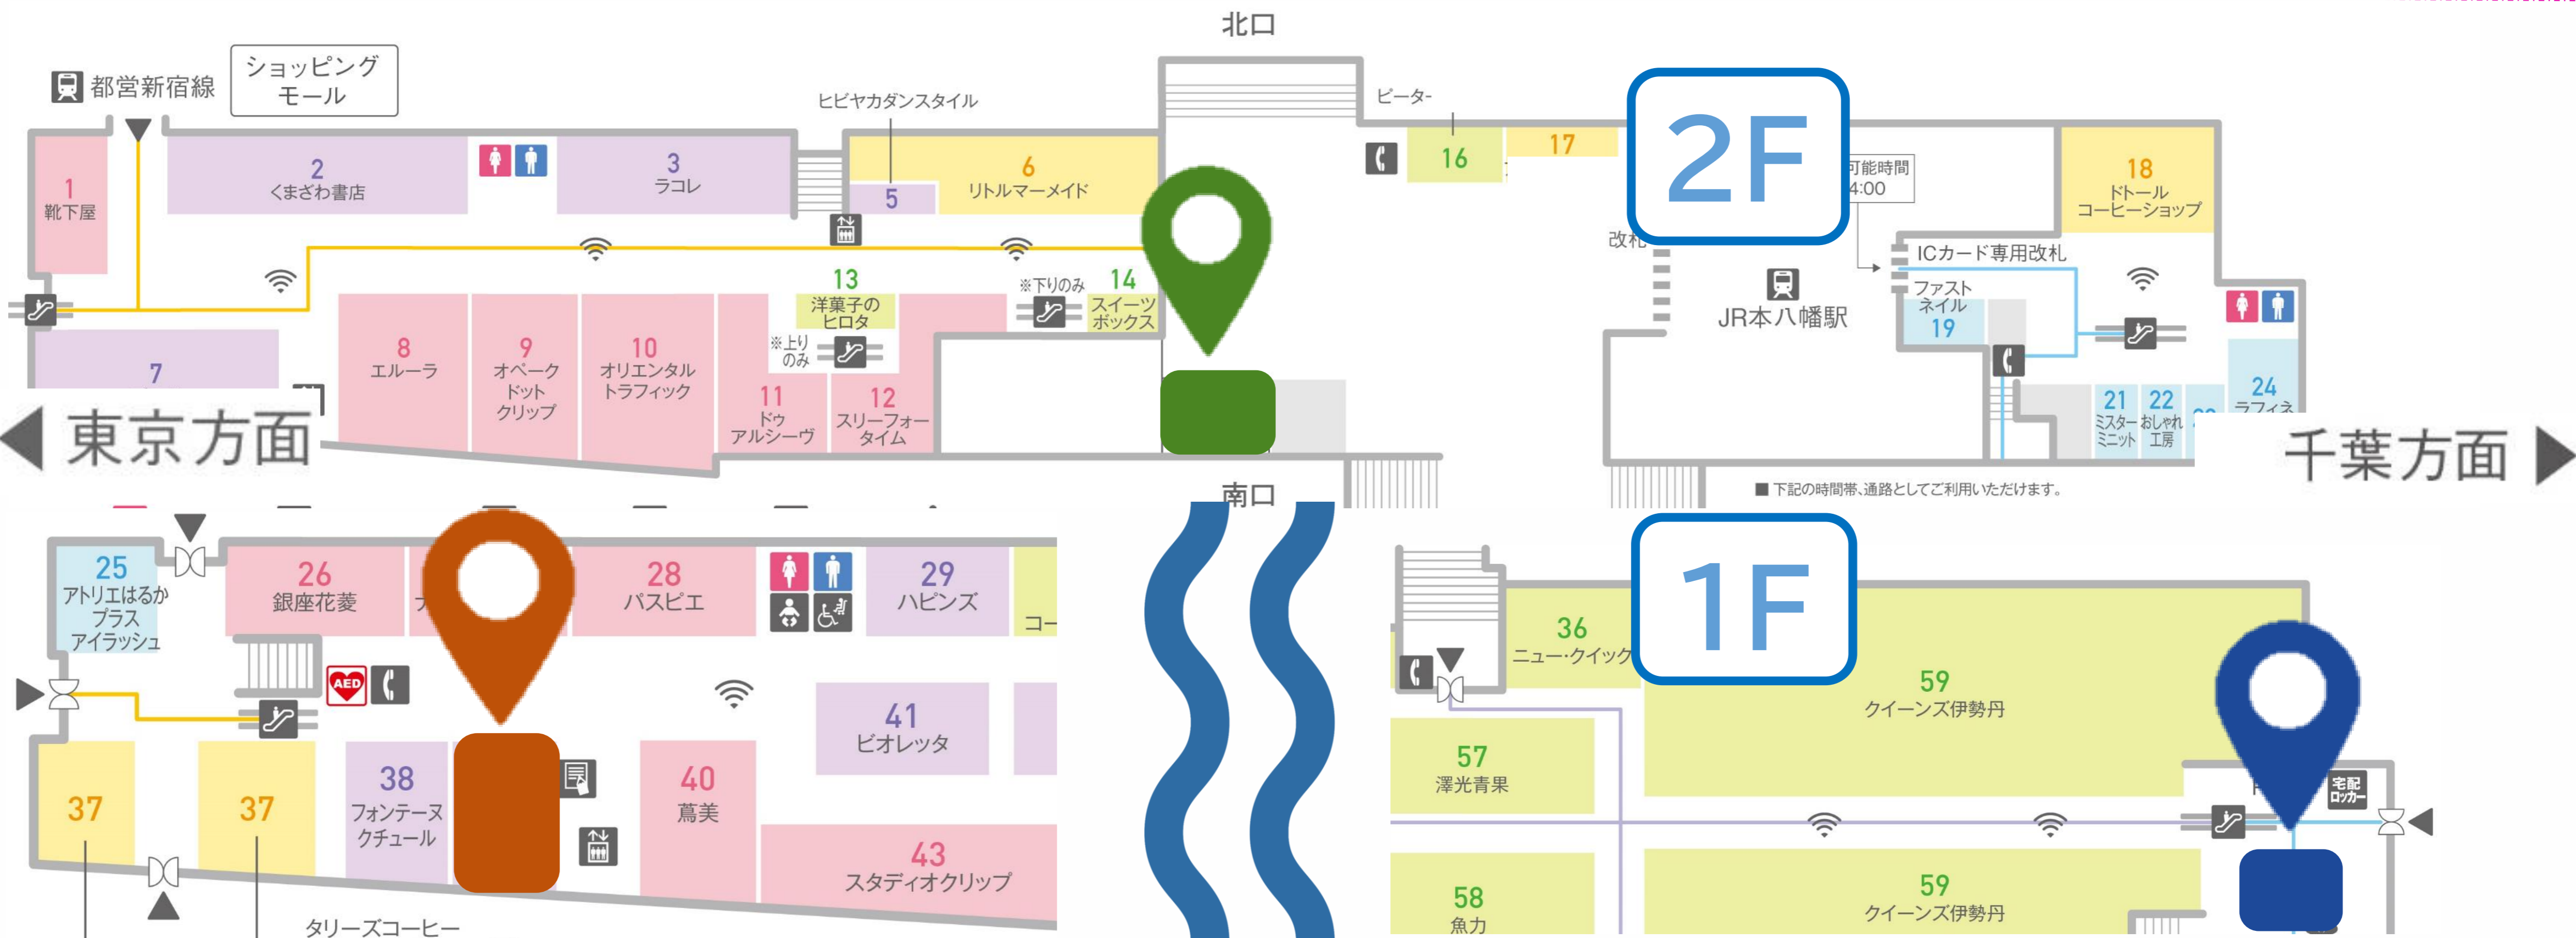 北口
都営新宿線
ショッピング
モール
ヒビヤカダンスタイル
ピーター
2F
1
靴下屋
2
くまざわ書店
3
ラコレ
5
6
リトルマーメイド
16
17
可能時間
4:00
18
ドトール
コーヒーショップ
改札
ICカード専用改札
JR本八幡駅
ファスト
ネイル
19
7
8
エルーラ
9
オペーク
ドット
クリップ
10
オリエンタル
トラフィック
13
洋菓子の
ヒロタ
※上り
のみ
11
ドゥ
アルシーヴ
12
スリーフォー
タイム
※下りのみ
14
スイーツ
ボックス
21
ミスター
ミニット
22
おしゃれ
工房
24
ラフィネ
東京方面
千葉方面
南口
■ 下記の時間帯、通路としてご利用いただけます。
1F
25
アトリエはるか
プラス
アイラッシュ
26
銀座花菱
28
パスピエ
29
ハピンズ
コー
AED
36
ニュー・クイック
59
クイーンズ伊勢丹
41
ビオレッタ
57
澤光青果
宅配
ロッカー
37
37
38
フォンテーヌ
クチュール
40
蔦美
43
スタディオクリップ
58
魚力
59
クイーンズ伊勢丹
タリーズコーヒー